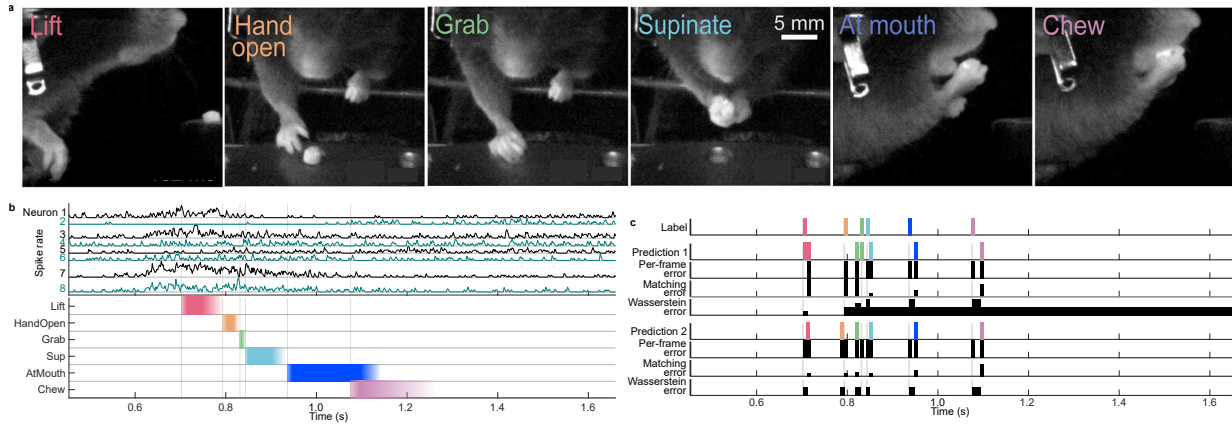 a
Lift
Hand
open
Grab
Supinate
5 mm
At mouth
Chew
b
Neuron 1
2
3
4
5
6
7
8
Spike rate
Lift
HandOpen
Grab
Sup
AtMouth
Chew
0.6 0.8 1.0 1.2 1.4 1.6
Time (s)
c
Label
Prediction 1
Per-frame
error
Matching
error
Wasserstein
error
Prediction 2
Per-frame
error
Matching
error
Wasserstein
error
0.6 0.8 1.0 1.2 1.4 1.6
Time (s)